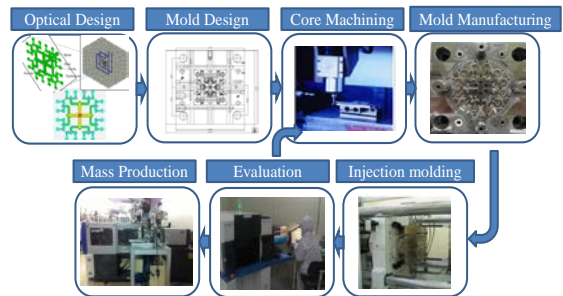 Optical Design
Mold Design
Core Machining
Mold Manufacturing
Mass Production
Evaluation
Injection molding